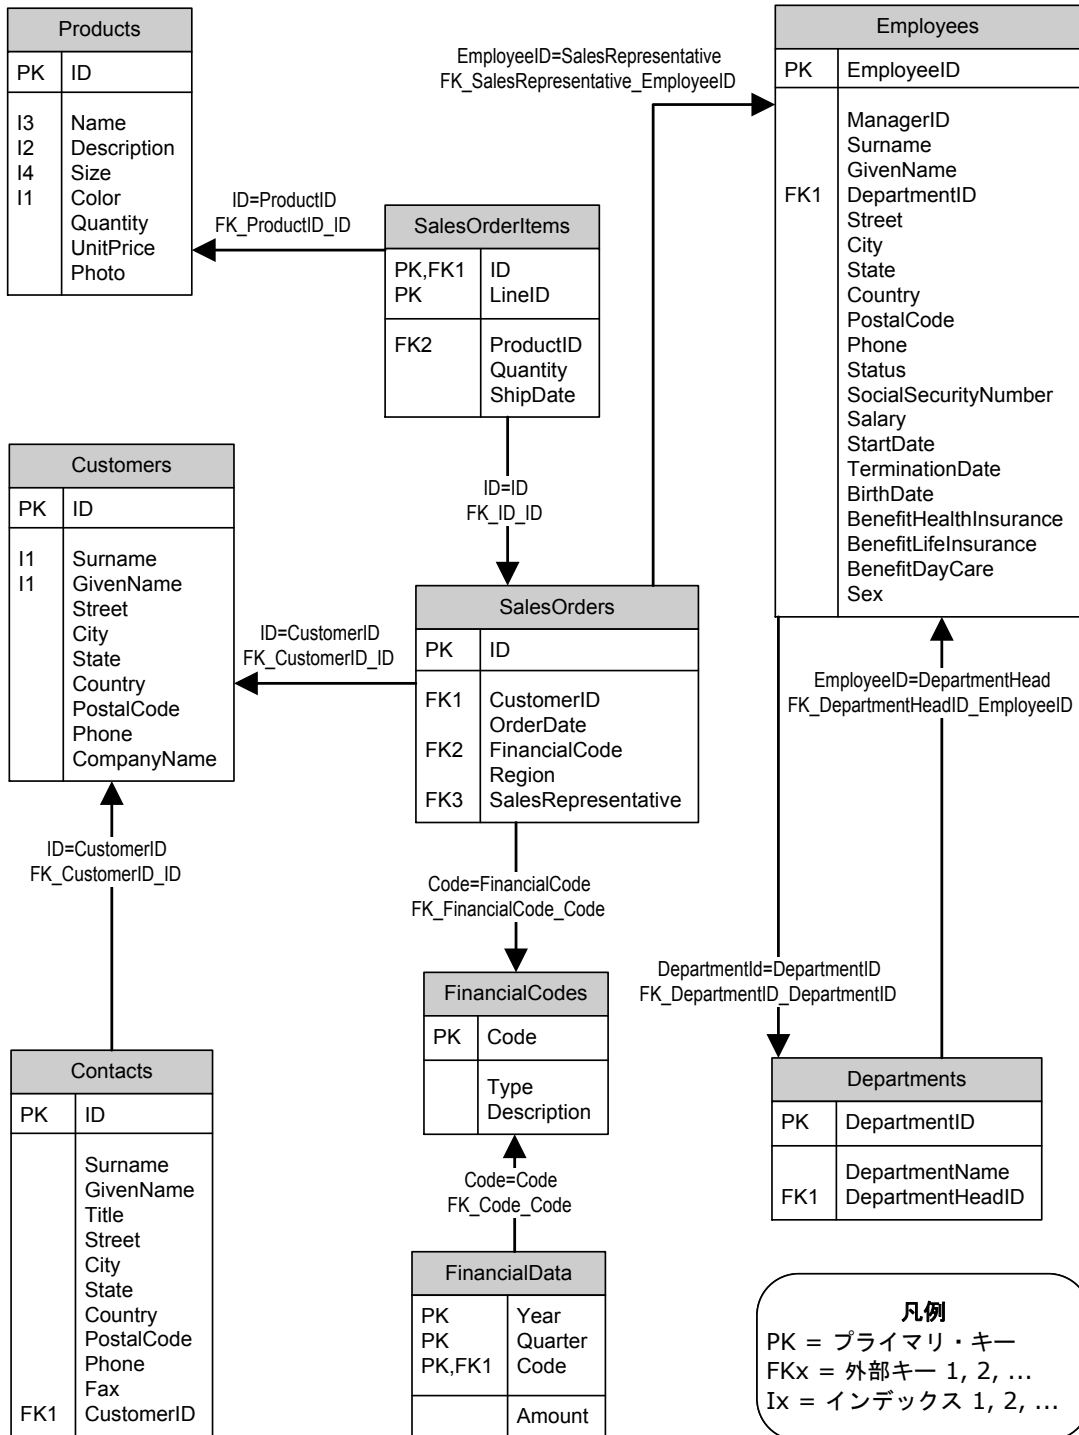 Products
PK ID
I3 Name
I2 Description
I4 Size
I1 Color
Quantity
UnitPrice
Photo
EmployeeID=SalesRepresentative
FK_SalesRepresentative_EmployeeID
Employees
PK EmployeeID
ManagerID
Surname
GivenName
FK1 DepartmentID
Street
City
State
Country
PostalCode
Phone
Status
SocialSecurityNumber
Salary
StartDate
TerminationDate
BirthDate
BenefitHealthInsurance
BenefitLifeInsurance
BenefitDayCare
Sex
ID=ProductID
FK_ProductID_ID
SalesOrderItems
PK,FK1 ID
PK LineID
FK2 ProductID
Quantity
ShipDate
ID=ID
FK_ID_ID
Customers
PK ID
I1 Surname
I1 GivenName
Street
City
State
Country
PostalCode
Phone
CompanyName
ID=CustomerID
FK_CustomerID_ID
SalesOrders
PK ID
FK1 CustomerID
OrderDate
FK2 FinancialCode
Region
FK3 SalesRepresentative
EmployeeID=DepartmentHead
FK_DepartmentHeadID_EmployeeID
ID=CustomerID
FK_CustomerID_ID
Code=FinancialCode
FK_FinancialCode_Code
DepartmentId=DepartmentID
FK_DepartmentID_DepartmentID
FinancialCodes
PK Code
Type
Description
Contacts
PK ID
Surname
GivenName
Title
Street
City
State
Country
PostalCode
Phone
Fax
FK1 CustomerID
Departments
PK DepartmentID
DepartmentName
FK1 DepartmentHeadID
Code=Code
FK_Code_Code
FinancialData
PK Year
PK Quarter
PK,FK1 Code
Amount
凡例
PK = プライマリ・キー
FKx = 外部キー 1, 2, ...
Ix = インデックス 1, 2, ...